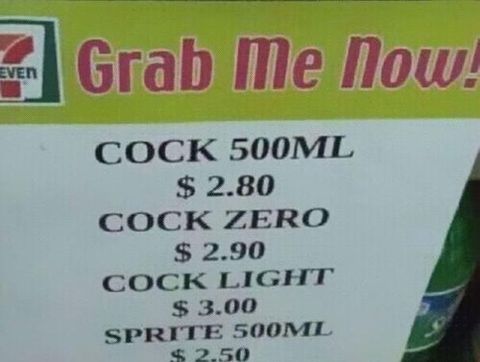 EVEn
Grab Me Now!
COCK 500ML
$ 2.80
COCK ZERO
$ 2.90
COCK LIGHT
$ 3.00
SPRITE 500ML
$ 2.50